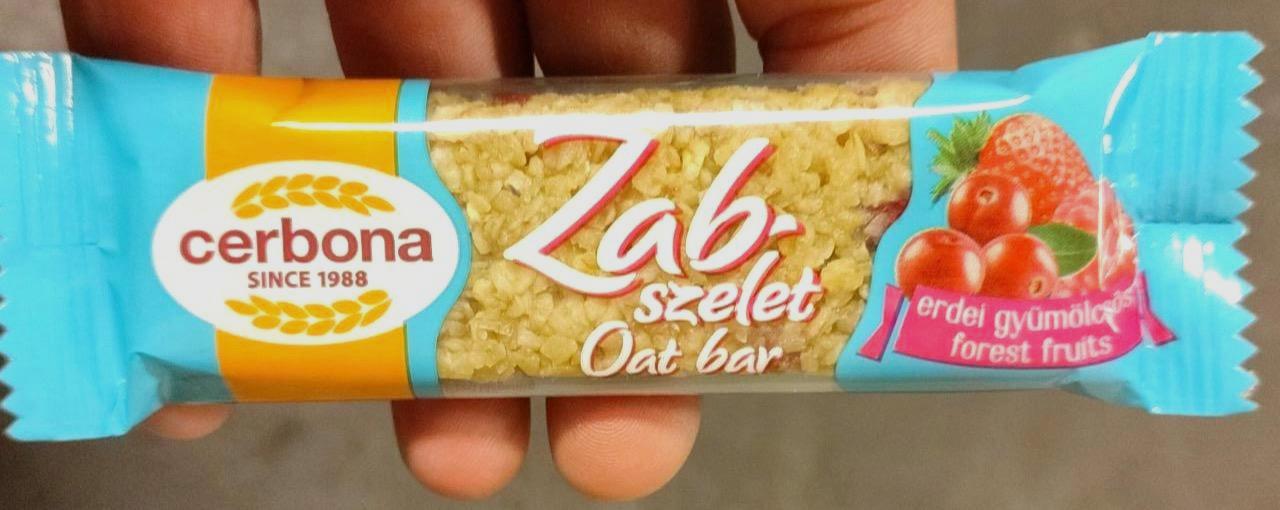 cerbona
SINCE 1988
Zab-
szelet
Oat bar
erdei gyümölcsös
forest fruits